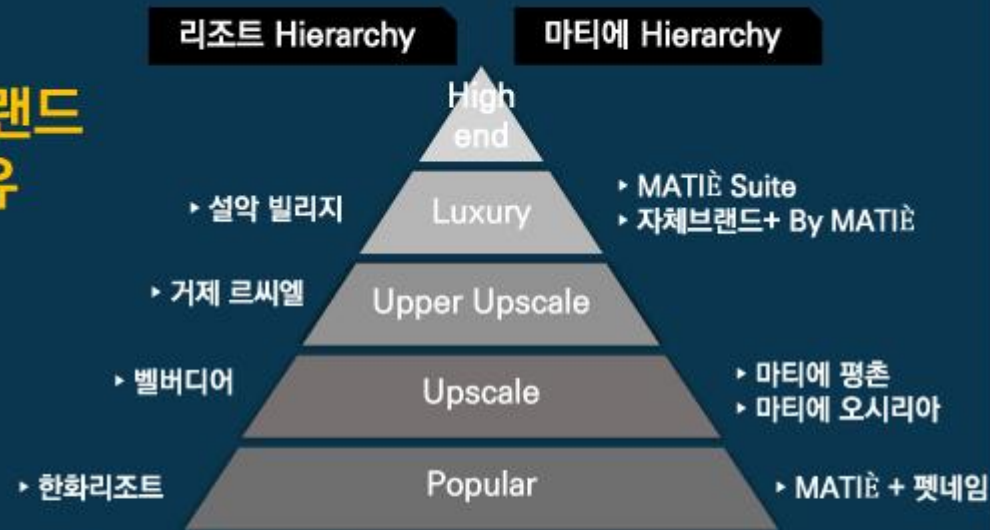 리조트 Hierarchy
마티에 Hierarchy
랜드
우
High
end
▸ 설악 빌리지
Luxury
▸ MATIÈ Suite
▸ 자체브랜드+ By MATIÈ
▸ 거제 르씨엘
Upper Upscale
▸ 벨버디어
Upscale
▸ 마티에 평촌
▸ 마티에 오시리아
▸ 한화리조트
Popular
▸ MATIÈ + 펫네임